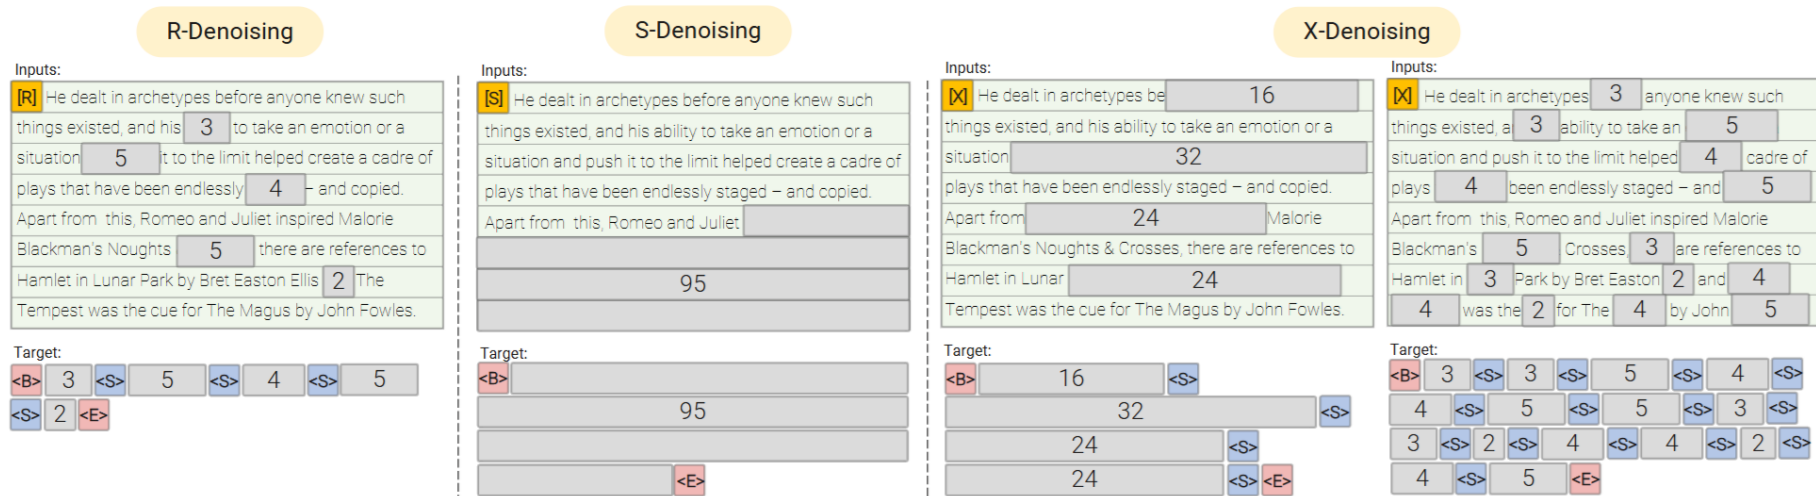 R-Denoising
Inputs:
[R] He dealt in archetypes before anyone knew such
things existed, and his 3 to take an emotion or a
situation 5 it to the limit helped create a cadre of
plays that have been endlessly 4 – and copied.
Apart from this, Romeo and Juliet inspired Malorie
Blackman's Noughts 5 there are references to
Hamlet in Lunar Park by Bret Easton Ellis 2 The
Tempest was the cue for The Magus by John Fowles.
Target:
<B> 3 <S> 5 <S> 4 <S> 5
<S> 2 <E>
S-Denoising
Inputs:
[S] He dealt in archetypes before anyone knew such
things existed, and his ability to take an emotion or a
situation and push it to the limit helped create a cadre of
plays that have been endlessly staged – and copied.
Apart from this, Romeo and Juliet
95
Target:
<B>
95
<E>
X-Denoising
Inputs:
[X] He dealt in archetypes be 16
things existed, and his ability to take an emotion or a
situation 32
plays that have been endlessly staged – and copied.
Apart from 24 Malorie
Blackman's Noughts & Crosses, there are references to
Hamlet in Lunar 24
Tempest was the cue for The Magus by John Fowles.
Target:
<B> 16 <S>
32 <S>
24 <S>
24 <S> <E>
Inputs:
[X] He dealt in archetypes 3 anyone knew such
things existed, a 3 ability to take an 5
situation and push it to the limit helped 4 cadre of
plays 4 been endlessly staged – and 5
Apart from this, Romeo and Juliet inspired Malorie
Blackman's 5 Crosses, 3 are references to
Hamlet in 3 Park by Bret Easton 2 and 4
4 was the 2 for The 4 by John 5
Target:
<B> 3 <S> 3 <S> 5 <S> 4 <S>
4 <S> 5 <S> 5 <S> 3 <S>
3 <S> 2 <S> 4 <S> 4 <S> 2 <S>
4 <S> 5 <E>